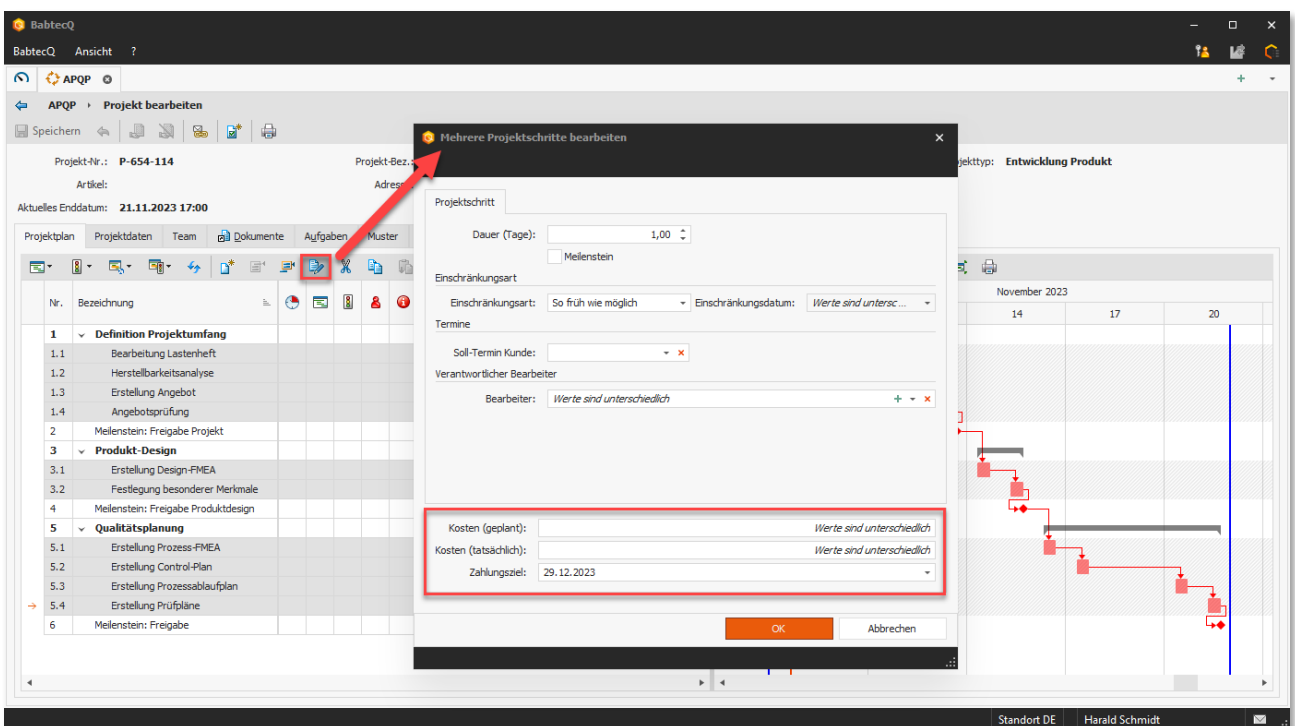 BabtecQ
BabtecQ Ansicht ?
APQP
APQP › Projekt bearbeiten
Speichern
Projekt-Nr.: P-654-114 Projekt-Bez.: jekttyp: Entwicklung Produkt
Artikel:
Aktuelles Enddatum: 21.11.2023 17:00
Projektplan Projektdaten Team Dokumente Aufgaben Muster
Nr. Bezeichnung
November 2023
14 17 20
1 Definition Projektumfang
1.1 Bearbeitung Lastenheft
1.2 Herstellbarkeitsanalyse
1.3 Erstellung Angebot
1.4 Angebotsprüfung
2 Meilenstein: Freigabe Projekt
3 Produkt-Design
3.1 Erstellung Design-FMEA
3.2 Festlegung besonderer Merkmale
4 Meilenstein: Freigabe Produktdesign
5 Qualitätsplanung
5.1 Erstellung Prozess-FMEA
5.2 Erstellung Control-Plan
5.3 Erstellung Prozessablaufplan
5.4 Erstellung Prüfpläne
6 Meilenstein: Freigabe
Mehrere Projektschritte bearbeiten
Projektschritt
Dauer (Tage): 1,00
Meilenstein
Einschränkungsart
Einschränkungsart: So früh wie möglich Einschränkungsdatum: Werte sind untersc ...
Termine
Soll-Termin Kunde:
Verantwortlicher Bearbeiter
Bearbeiter: Werte sind unterschiedlich
Kosten (geplant): Werte sind unterschiedlich
Kosten (tatsächlich): Werte sind unterschiedlich
Zahlungsziel: 29.12.2023
OK Abbrechen
Standort DE Harald Schmidt